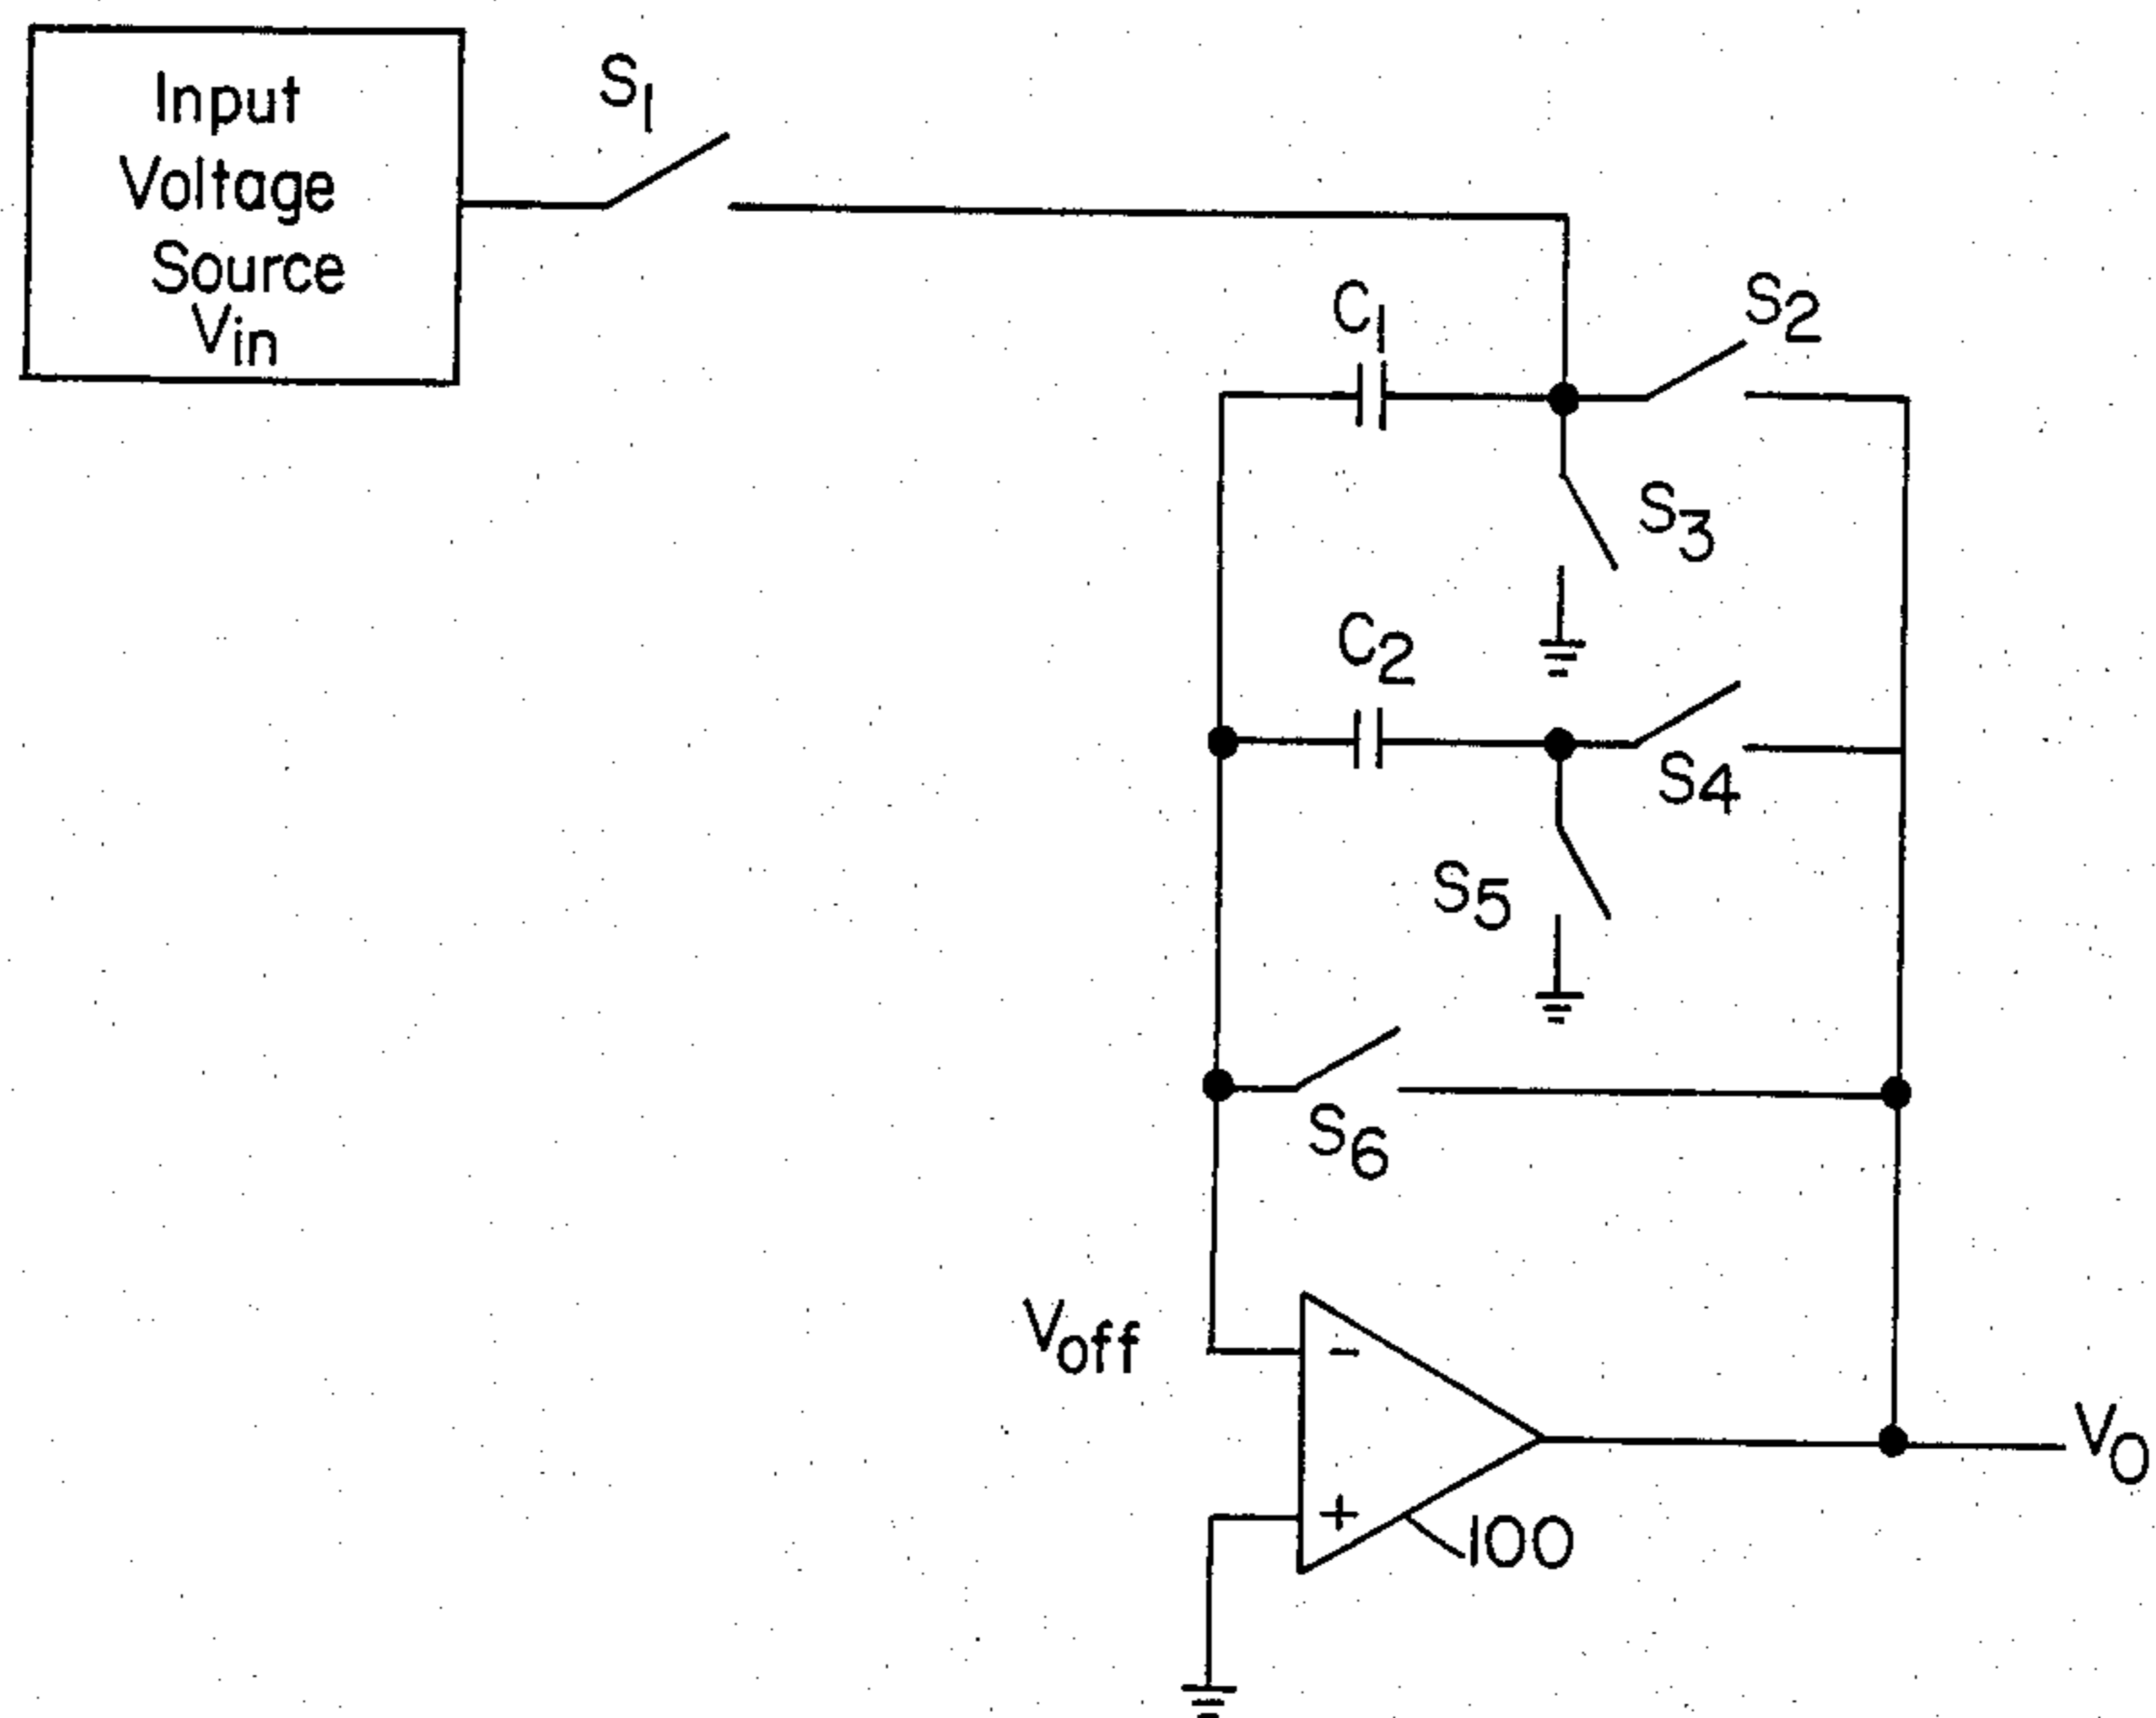 Input
Voltage
Source
Vin
S1
C1
S2
S3
C2
S4
S5
S6
Voff
-
+
100
VO